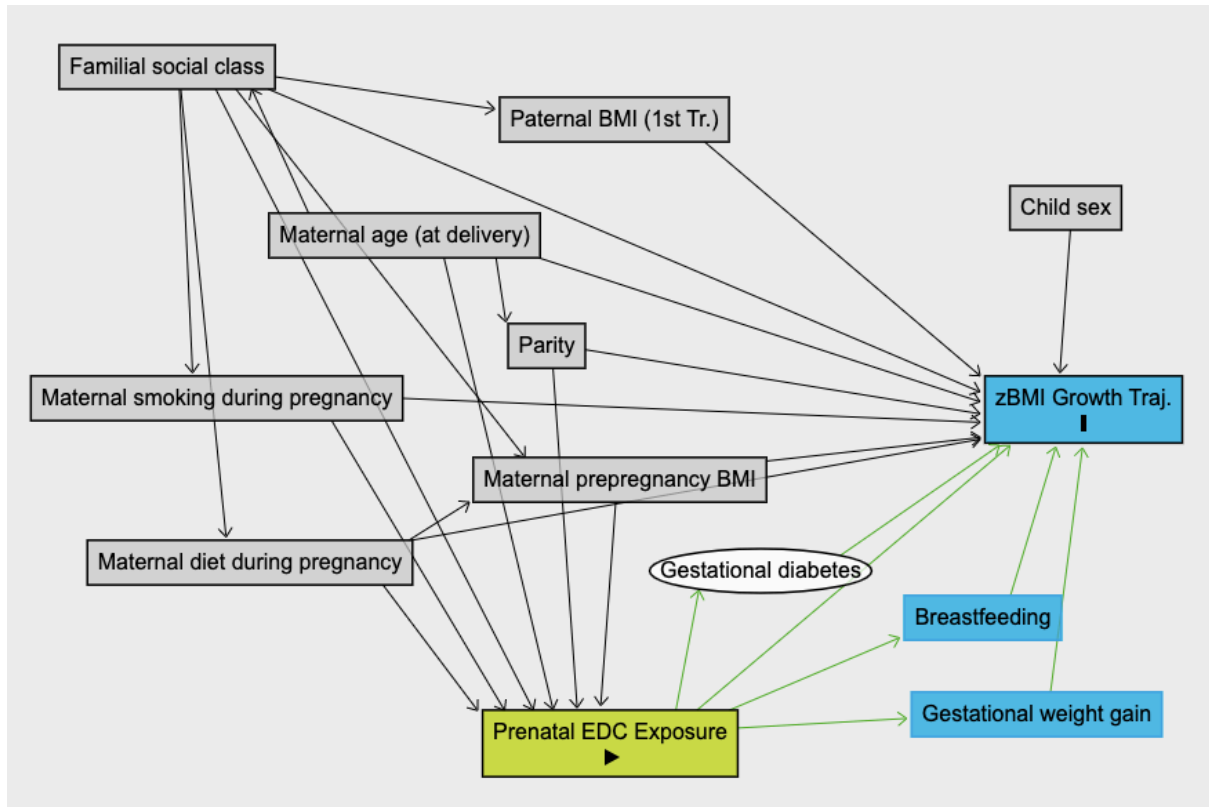 Familial social class
Paternal BMI (1st Tr.)
Child sex
Maternal age (at delivery)
Parity
Maternal smoking during pregnancy
zBMI Growth Traj.
Maternal prepregnancy BMI
Maternal diet during pregnancy
Gestational diabetes
Breastfeeding
Gestational weight gain
Prenatal EDC Exposure